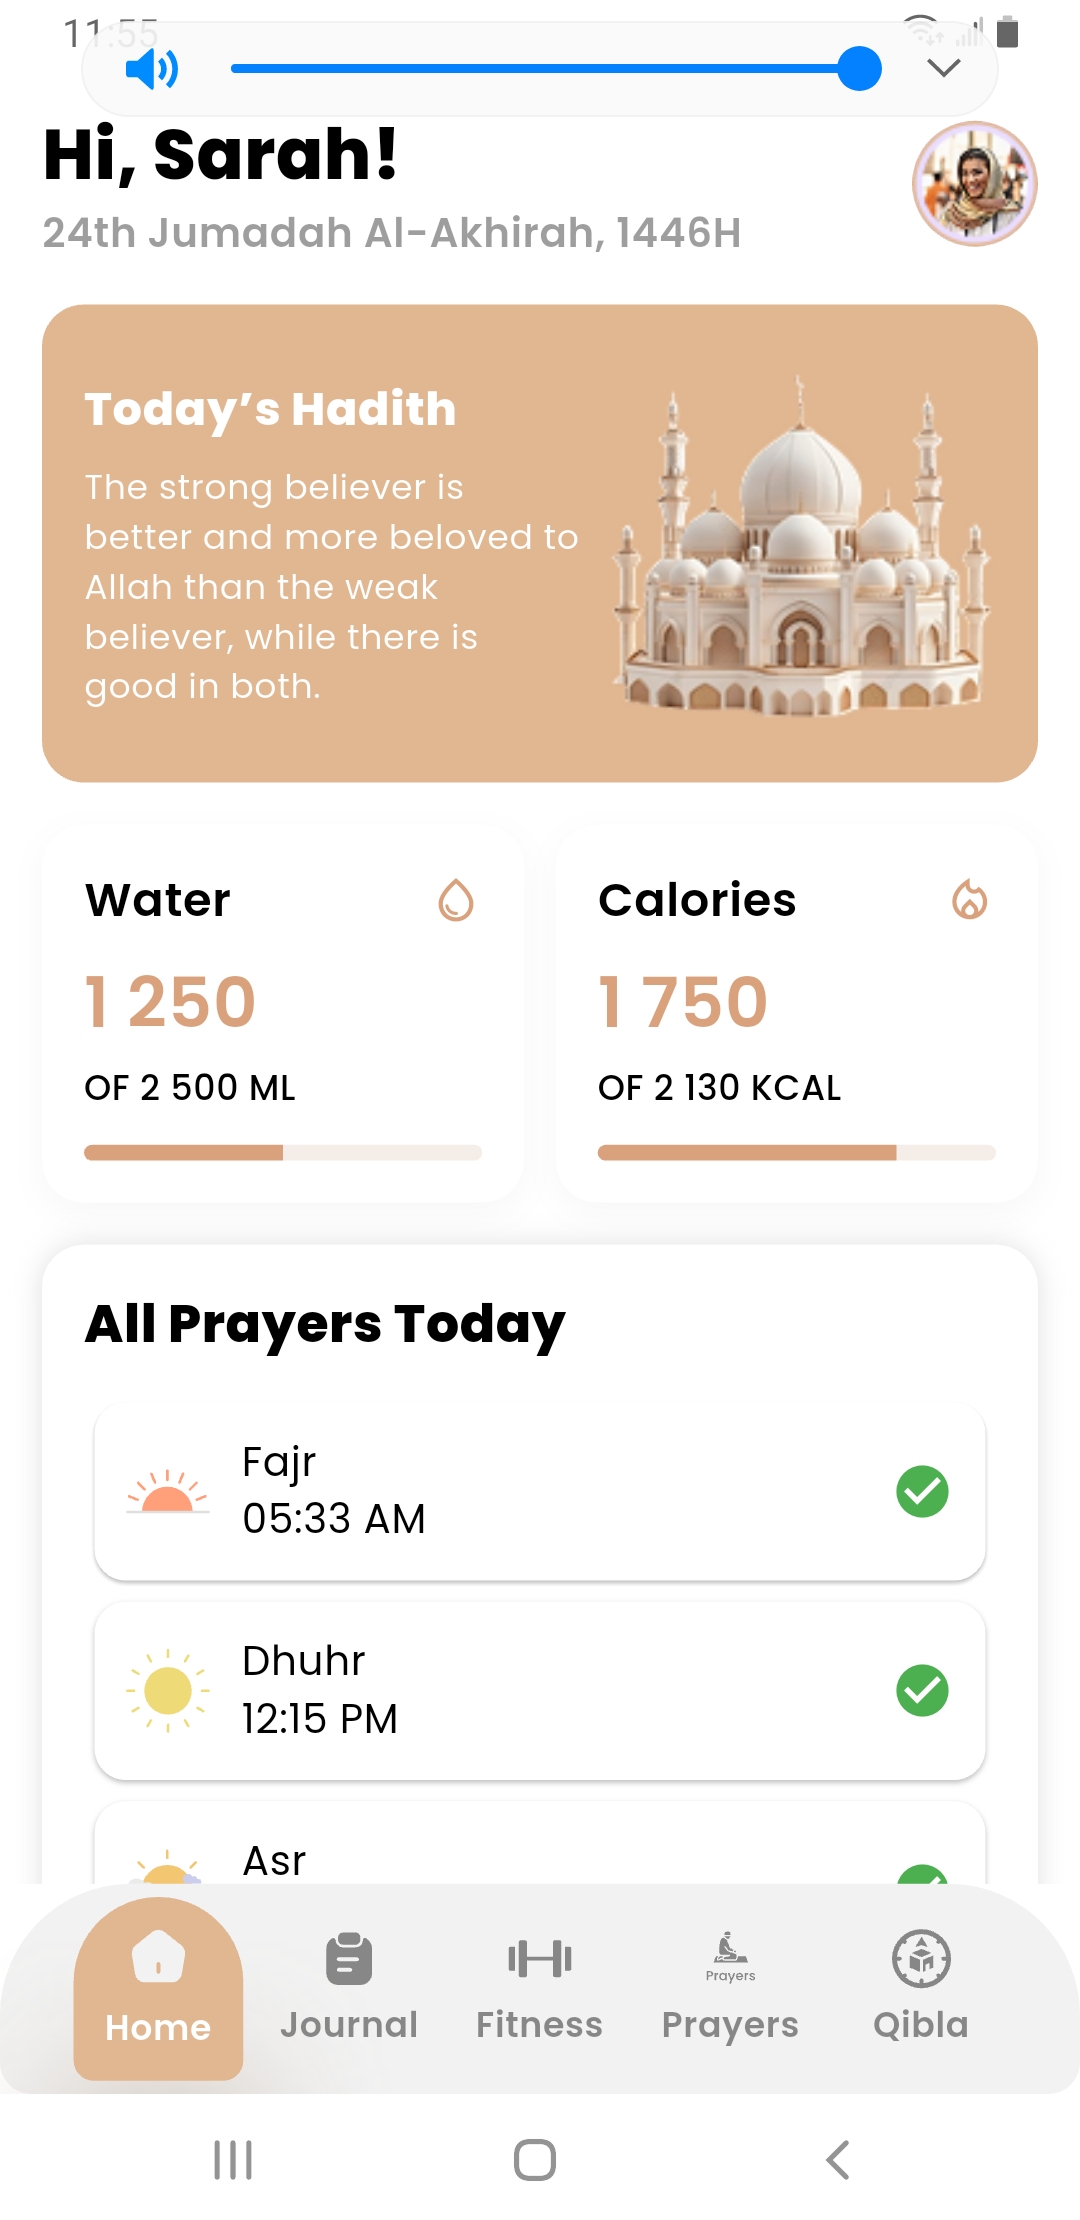 11:55
Hi, Sarah!
24th Jumadah Al-Akhirah, 1446H
Today’s Hadith
The strong believer is
better and more beloved to
Allah than the weak
believer, while there is
good in both.
Water
1 250
OF 2 500 ML
Calories
1 750
OF 2 130 KCAL
All Prayers Today
Fajr
05:33 AM
Dhuhr
12:15 PM
Asr
Home
Journal
Fitness
Prayers
Prayers
Qibla